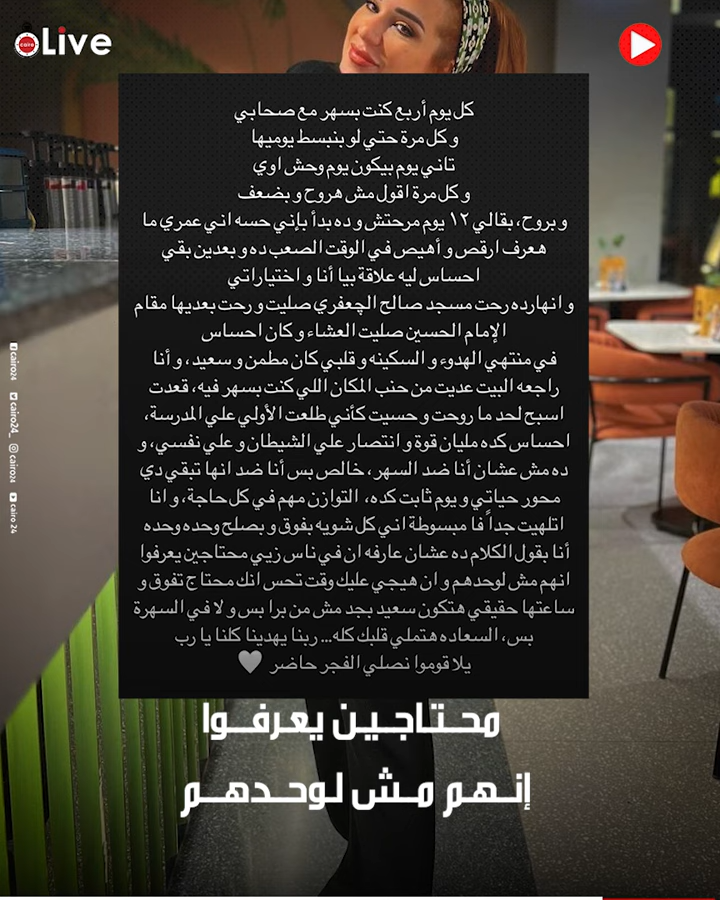 cairo
Live
كل يوم أربع كنت بسهر مع صحابي
و كل مرة حتي لو بنبسط يوميها
تاني يوم بيكون يوم وحش اوي
و كل مرة اقول مش هروح و بضعف
و بروح، بقالي ١٢ يوم مرحتش و ده بدأ بإني حسه اني عمري ما
هعرف ارقص و أهيص في الوقت الصعب ده و بعدين بقي
احساس ليه علاقة بيا أنا و اختياراتي
و انهارده رحت مسجد صالح الجعفري صليت و رحت بعديها مقام
الإمام الحسين صليت العشاء و كان احساس
في منتهي الهدوء و السكينه و قلبي كان مطمن و سعيد ، و أنا
راجعه البيت عديت من جنب المكان اللي كنت بسهر فيه، قعدت
اسبح لحد ما روحت و حسيت كأني طلعت الأولي علي المدرسة،
احساس كده مليان قوة و انتصار علي الشيطان و علي نفسي، و
ده مش عشان أنا ضد السهر ، خالص بس أنا ضد انها تبقي دي
محور حياتي و يوم ثابت كده، التوازن مهم في كل حاجة، و انا
اتلهيت جداً فا مبسوطة اني كل شويه بفوق و بصلح وحده وحده
أنا بقول الكلام ده عشان عارفه ان في ناس زيي محتاجين يعرفوا
انهم مش لوحدهم و ان هيجي عليك وقت تحس انك محتاج تفوق و
ساعتها حقيقي هتكون سعيد بجد مش من برا بس و لا في السهرة
بس، السعاده هتملي قلبك كله... ربنا يهدينا كلنا يا رب
يلا قوموا نصلي الفجر حاضر 🤍
محتاجين يعرفوا
إنهم مش لوحدهم
cairo24
cairo24_
cairo24
cairo 24